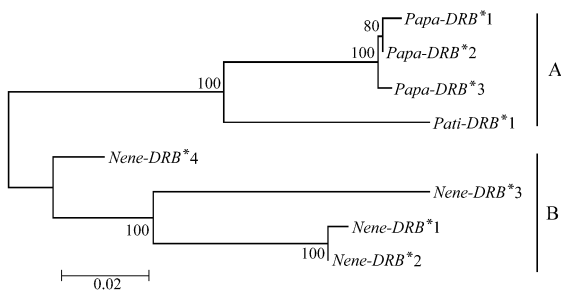 Papa-DRB*1
80
Papa-DRB*2
100
A
100
Papa-DRB*3
Pati-DRB*1
Nene-DRB*4
Nene-DRB*3
B
100
Nene-DRB*1
100
Nene-DRB*2
0.02